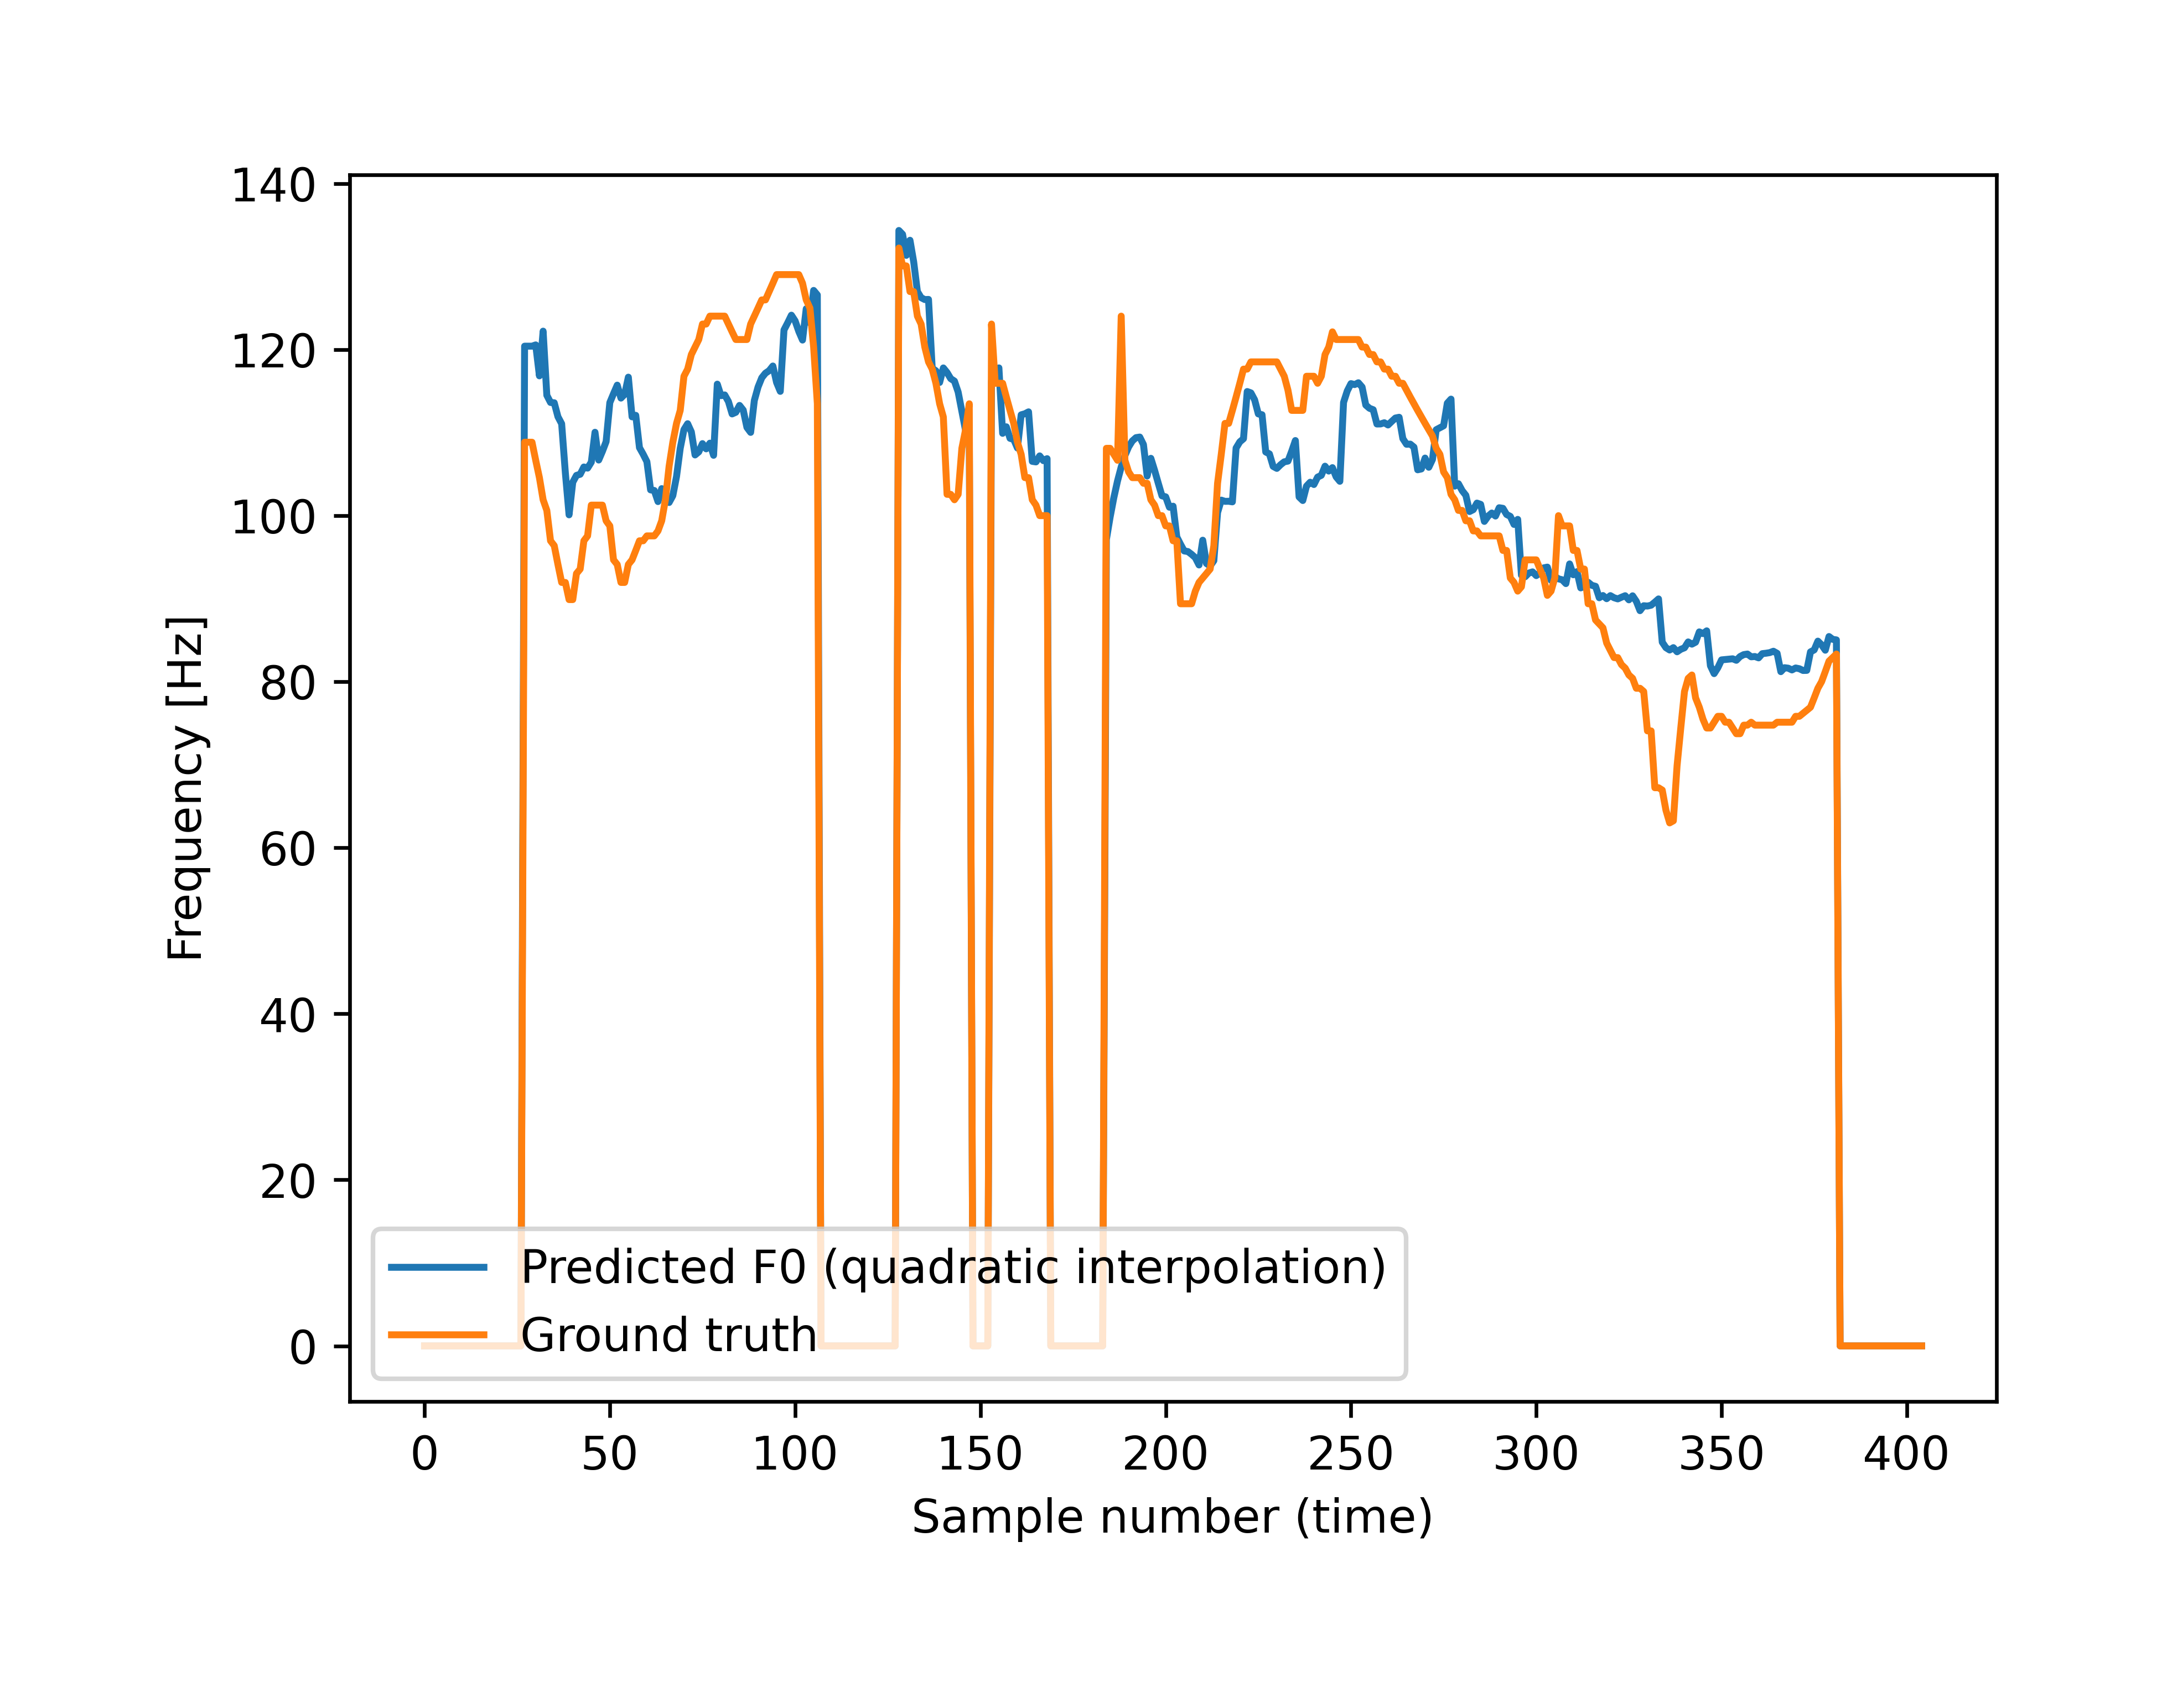 140
120
100
80
60
40
20
0
Frequency [Hz]
Predicted F0 (quadratic interpolation)
Ground truth
0 50 100 150 200 250 300 350 400
Sample number (time)